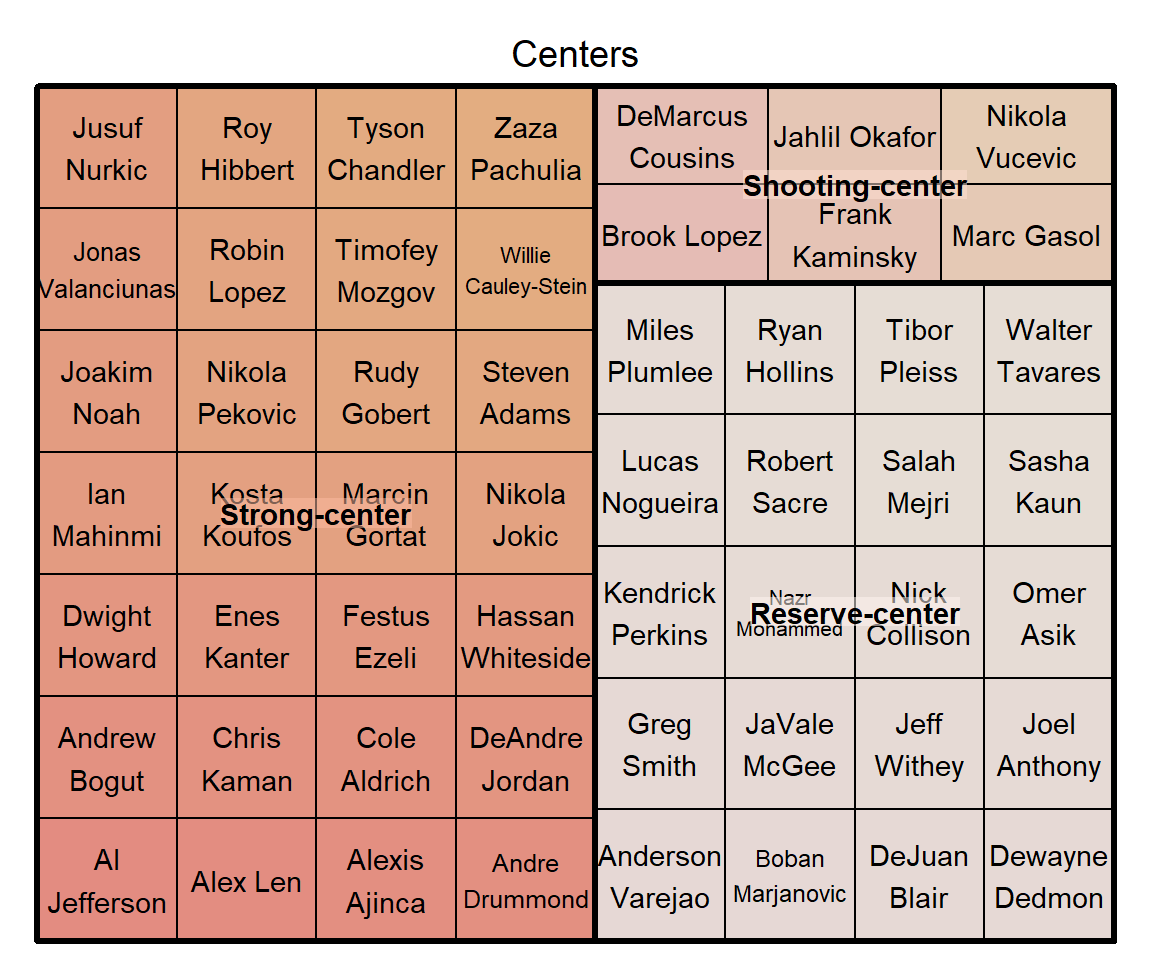 Centers
Jusuf
Nurkic
Roy
Hibbert
Tyson
Chandler
Zaza
Pachulia
Jonas
Valanciunas
Robin
Lopez
Timofey
Mozgov
Willie
Cauley-Stein
Joakim
Noah
Nikola
Pekovic
Rudy
Gobert
Steven
Adams
Ian
Mahinmi
Kosta
Koufos
Marcin
Gortat
Strong-center
Nikola
Jokic
Dwight
Howard
Enes
Kanter
Festus
Ezeli
Hassan
Whiteside
Andrew
Bogut
Chris
Kaman
Cole
Aldrich
DeAndre
Jordan
Al
Jefferson
Alex Len
Alexis
Ajinca
Andre
Drummond
DeMarcus
Cousins
Jahlil Okafor
Nikola
Vucevic
Shooting-center
Brook Lopez
Frank
Kaminsky
Marc Gasol
Miles
Plumlee
Ryan
Hollins
Tibor
Pleiss
Walter
Tavares
Lucas
Nogueira
Robert
Sacre
Salah
Mejri
Sasha
Kaun
Kendrick
Perkins
Nazr
Mohammed
Nick
Collison
Reserve-center
Omer
Asik
Greg
Smith
JaVale
McGee
Jeff
Withey
Joel
Anthony
Anderson
Varejao
Boban
Marjanovic
DeJuan
Blair
Dewayne
Dedmon